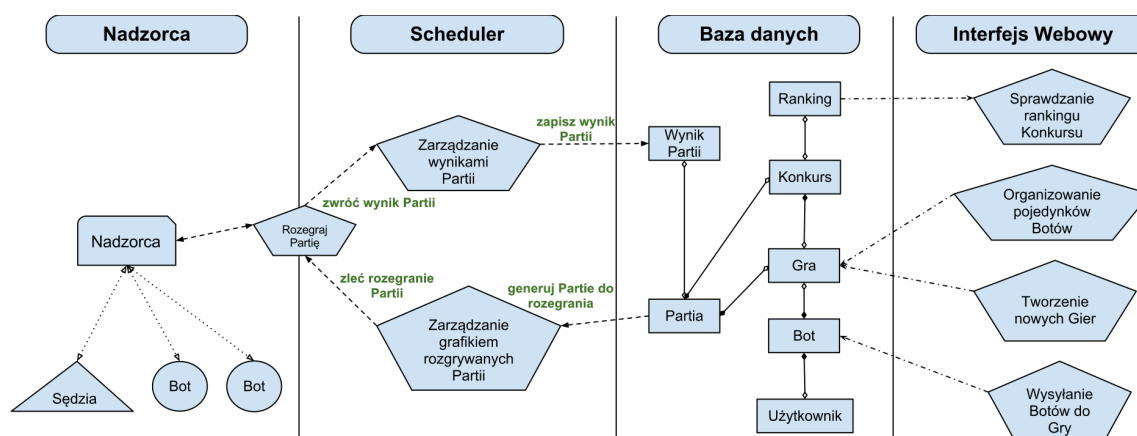 Nadzorca
Scheduler
Baza danych
Interfejs Webowy
Nadzorca
Sędzia
Bot
Bot
Rozegraj
Partię
zwróć wynik Partii
zleć rozegranie
Partii
Zarządzanie
wynikami
Partii
Zarządzanie
grafikiem
rozgrywanych
Partii
zapisz wynik
Partii
generuj Partie do
rozegrania
Wynik
Partii
Partia
Ranking
Konkurs
Gra
Bot
Użytkownik
Sprawdzanie
rankingu
Konkursu
Organizowanie
pojedynków
Botów
Tworzenie
nowych Gier
Wysyłanie
Botów do
Gry